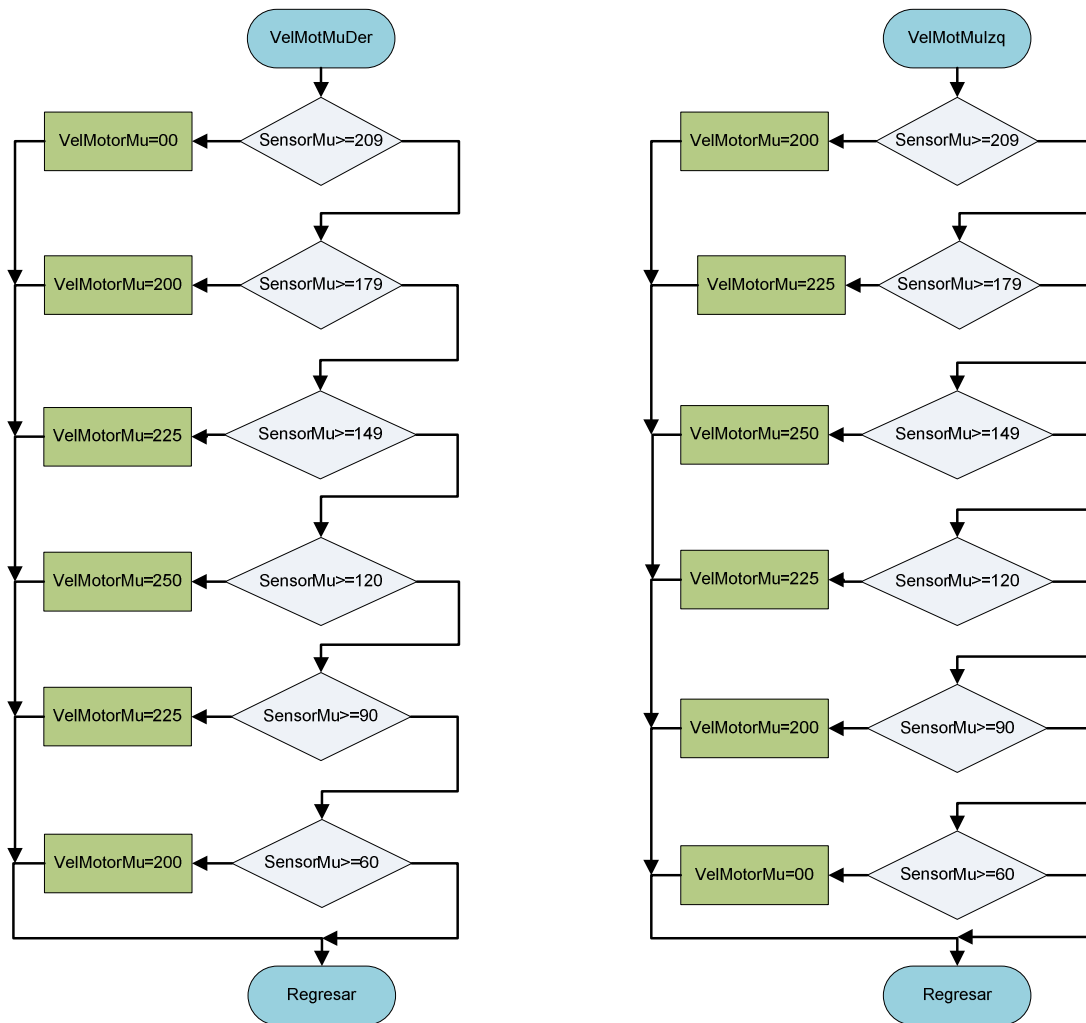 VelMotMuDer
SensorMu>=209
VelMotorMu=00
SensorMu>=179
VelMotorMu=200
SensorMu>=149
VelMotorMu=225
SensorMu>=120
VelMotorMu=250
SensorMu>=90
VelMotorMu=225
SensorMu>=60
VelMotorMu=200
Regresar
VelMotMuIzq
SensorMu>=209
VelMotorMu=200
SensorMu>=179
VelMotorMu=225
SensorMu>=149
VelMotorMu=250
SensorMu>=120
VelMotorMu=225
SensorMu>=90
VelMotorMu=200
SensorMu>=60
VelMotorMu=00
Regresar